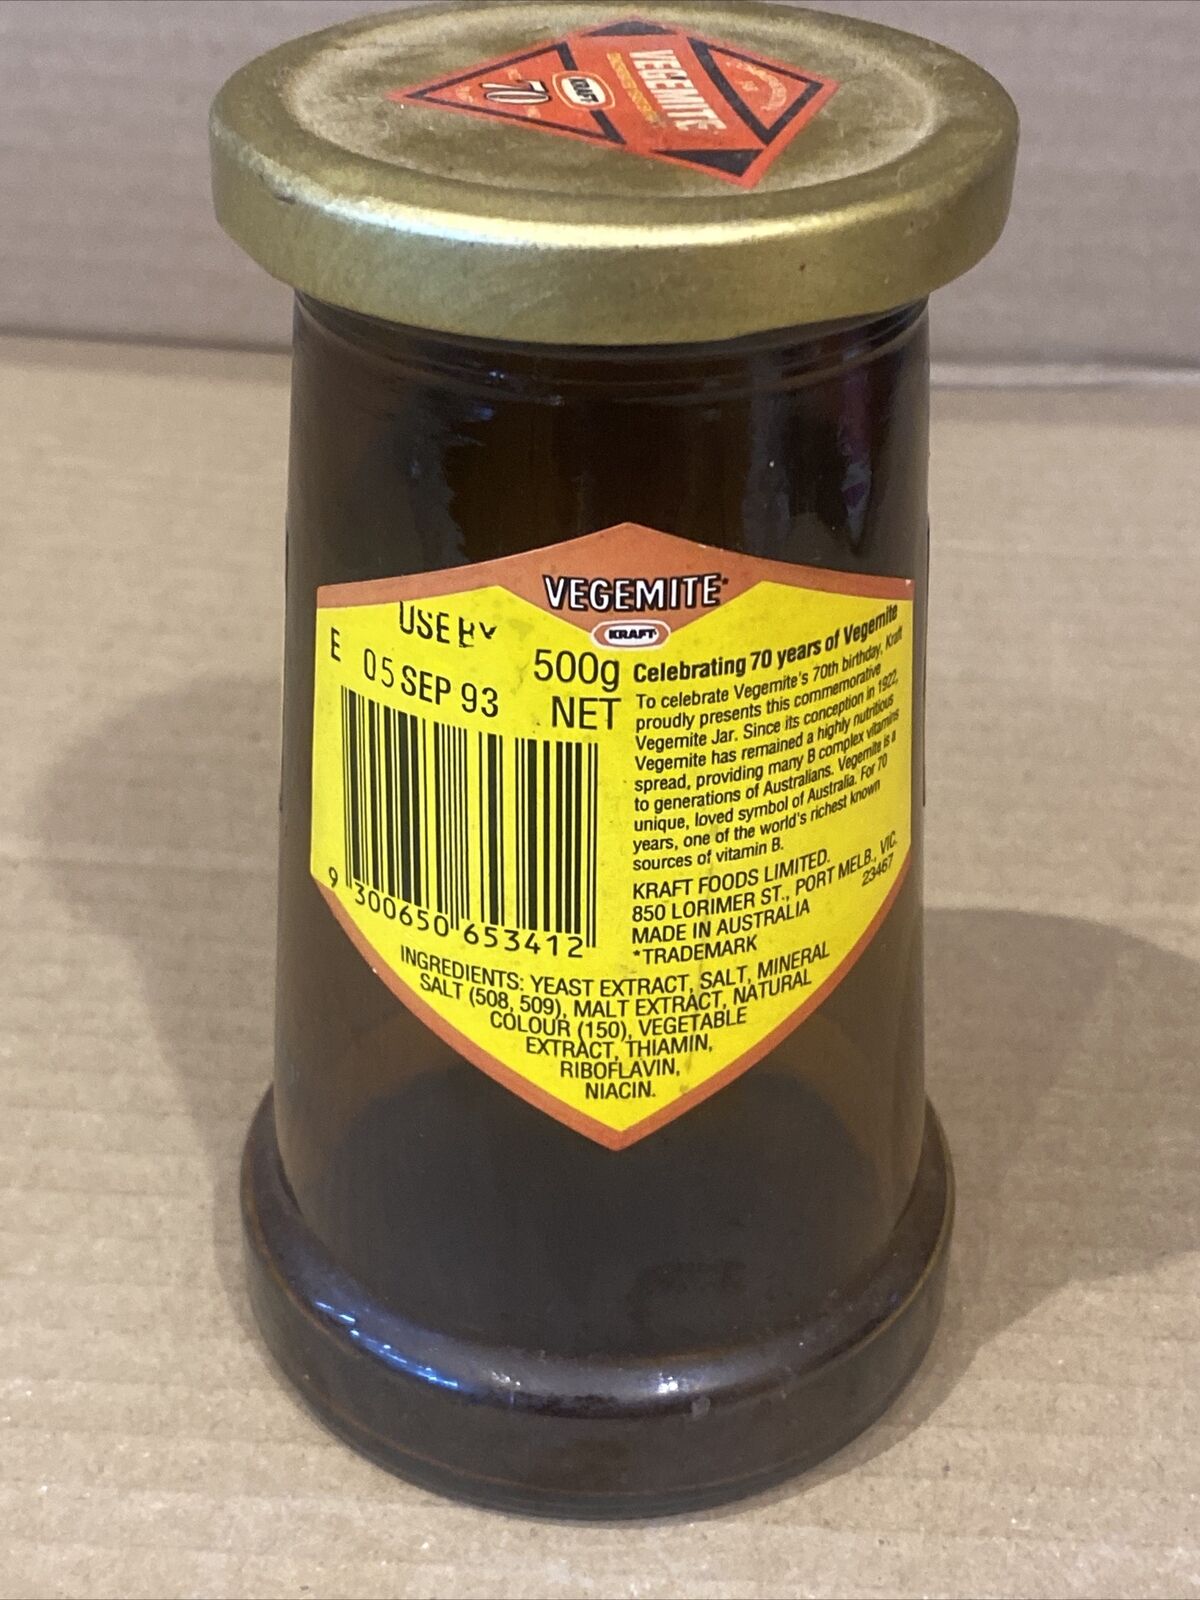 VEGEMITE
KRAFT
70
VEGEMITE*
KRAFT
USE BY
E 05 SEP 93
500g
NET
9 300650 653412
Celebrating 70 years of Vegemite
To celebrate Vegemite's 70th birthday, Kraft
proudly presents this commemorative
Vegemite Jar. Since its conception in 1922,
Vegemite has remained a highly nutritious
spread, providing many B complex vitamins
to generations of Australians. Vegemite is a
unique, loved symbol of Australia. For 70
years, one of the world's richest known
sources of vitamin B.
KRAFT FOODS LIMITED.
850 LORIMER ST., PORT MELB., VIC.
MADE IN AUSTRALIA
23467
*TRADEMARK
INGREDIENTS: YEAST EXTRACT, SALT, MINERAL
SALT (508, 509), MALT EXTRACT, NATURAL
COLOUR (150), VEGETABLE
EXTRACT, THIAMIN,
RIBOFLAVIN,
NIACIN.